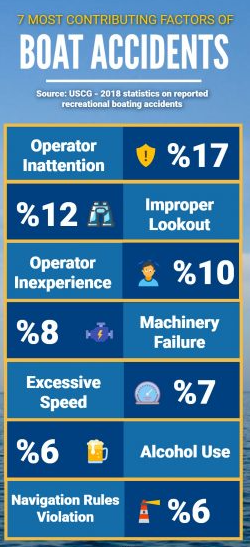 7 MOST CONTRIBUTING FACTORS OF
BOAT ACCIDENTS
Source: USCG - 2018 statistics on reported
recreational boating accidents
Operator
Inattention
%17
%12
Improper
Lookout
Operator
Inexperience
%10
%8
Machinery
Failure
Excessive
Speed
%7
%6
Alcohol Use
Navigation Rules
Violation
%6